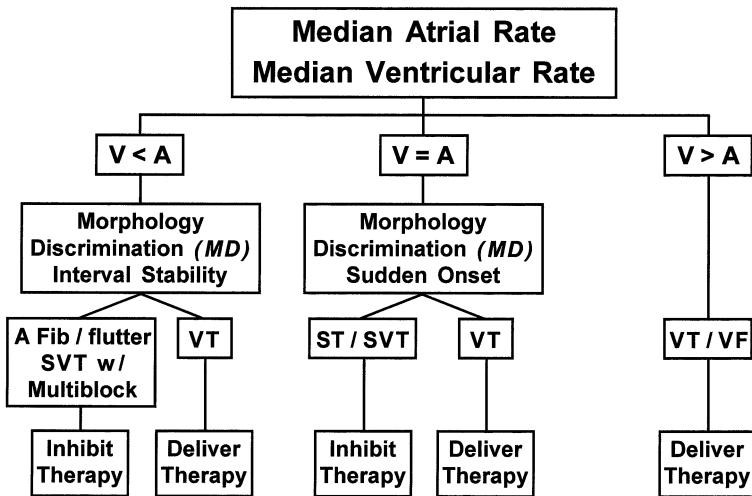 Median Atrial Rate
Median Ventricular Rate
V < A
V = A
V > A
Morphology
Discrimination (MD)
Interval Stability
Morphology
Discrimination (MD)
Sudden Onset
A Fib / flutter
SVT w/
Multiblock
VT
ST / SVT
VT
VT / VF
Inhibit
Therapy
Deliver
Therapy
Inhibit
Therapy
Deliver
Therapy
Deliver
Therapy